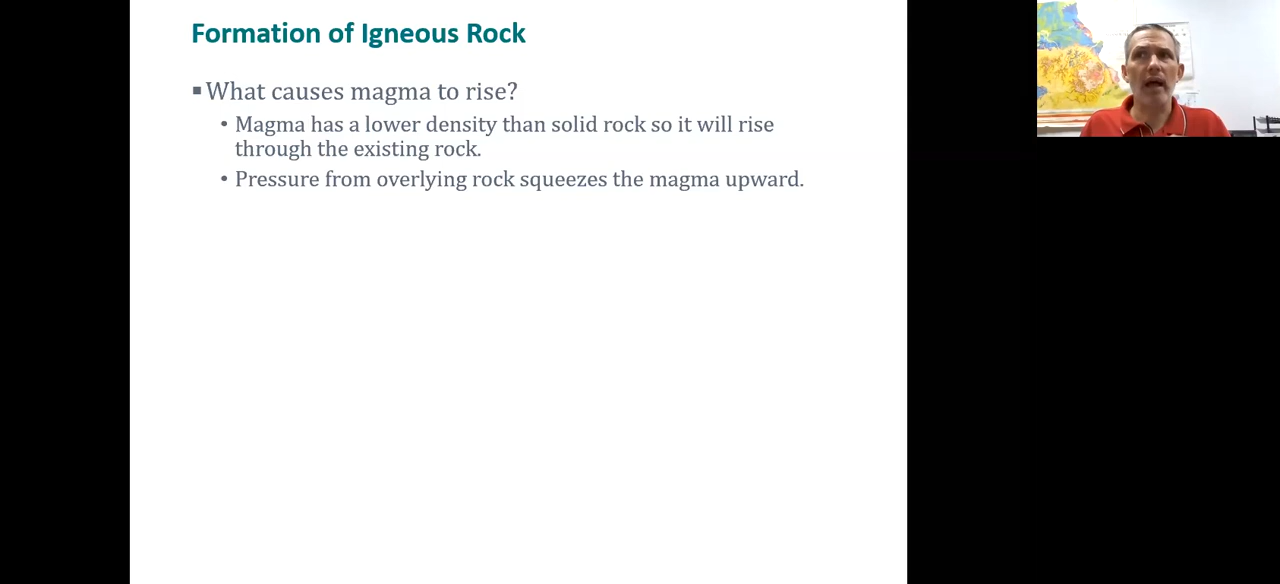 Formation of Igneous Rock
▪What causes magma to rise?
• Magma has a lower density than solid rock so it will rise
through the existing rock.
• Pressure from overlying rock squeezes the magma upward.